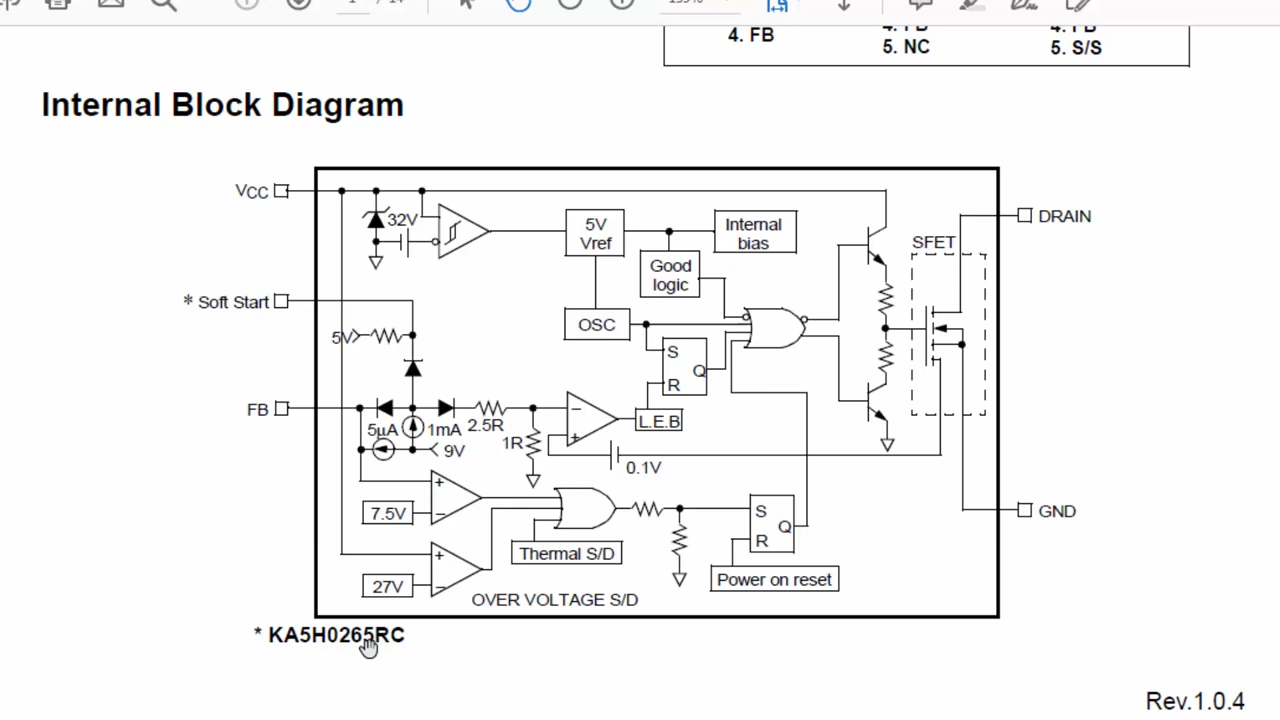 4. FB
5. NC
5. S/S
Internal Block Diagram
VCC
32V
5V
Vref
Internal
bias
DRAIN
SFET
Good
logic
* Soft Start
5V
OSC
S
Q
R
FB
5µA
1mA
2.5R
1R
9V
L.E.B
0.1V
7.5V
27V
Thermal S/D
S
Q
R
Power on reset
GND
OVER VOLTAGE S/D
* KA5H0265RC
Rev.1.0.4